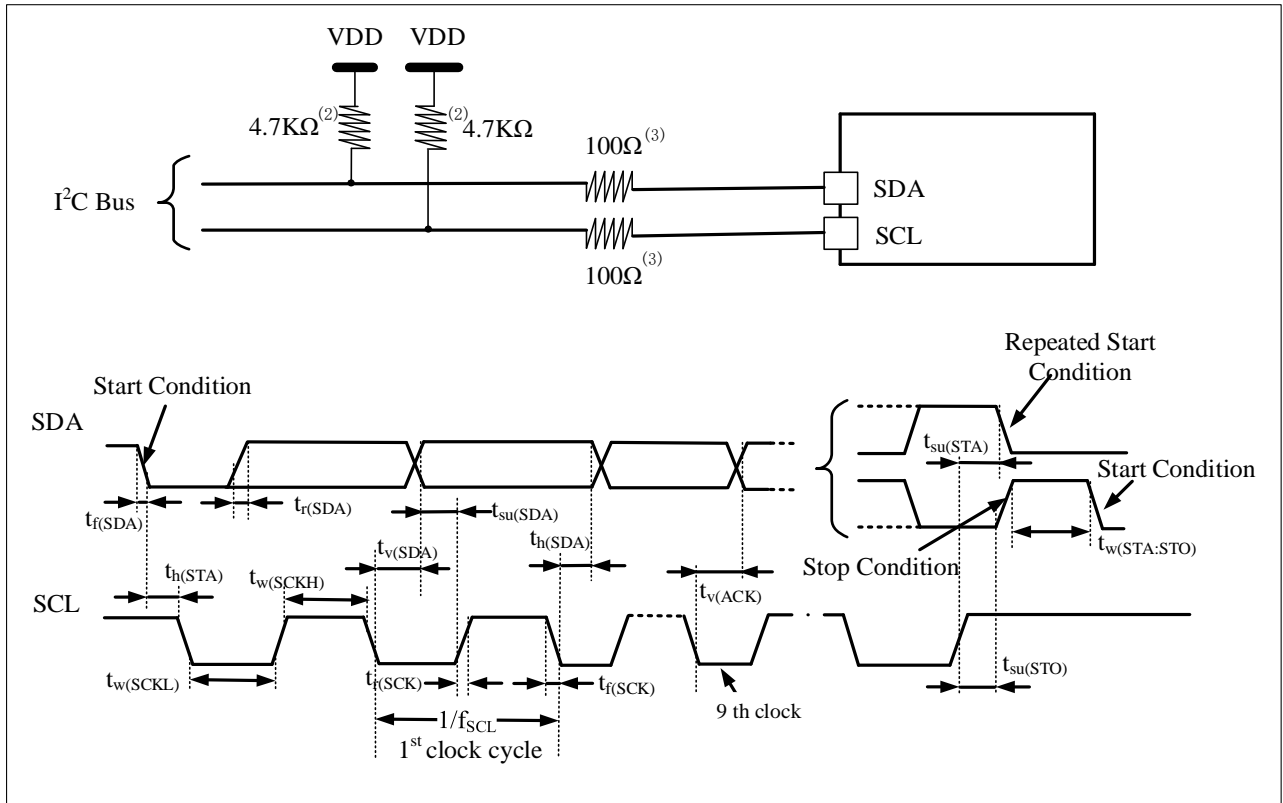 VDD VDD
4.7KΩ(2) (2)4.7KΩ
100Ω(3)
I2C Bus
SDA
SCL
100Ω(3)
Repeated Start
Condition
Start Condition
SDA
tsu(STA)
Start Condition
tf(SDA)
tr(SDA)
tsu(SDA)
tv(SDA)
th(SDA)
tw(STA:STO)
Stop Condition
th(STA)
tw(SCKH)
tv(ACK)
SCL
tw(SCKL)
tf(SCK)
tf(SCK)
tsu(STO)
9 th clock
1/fSCL
1st clock cycle